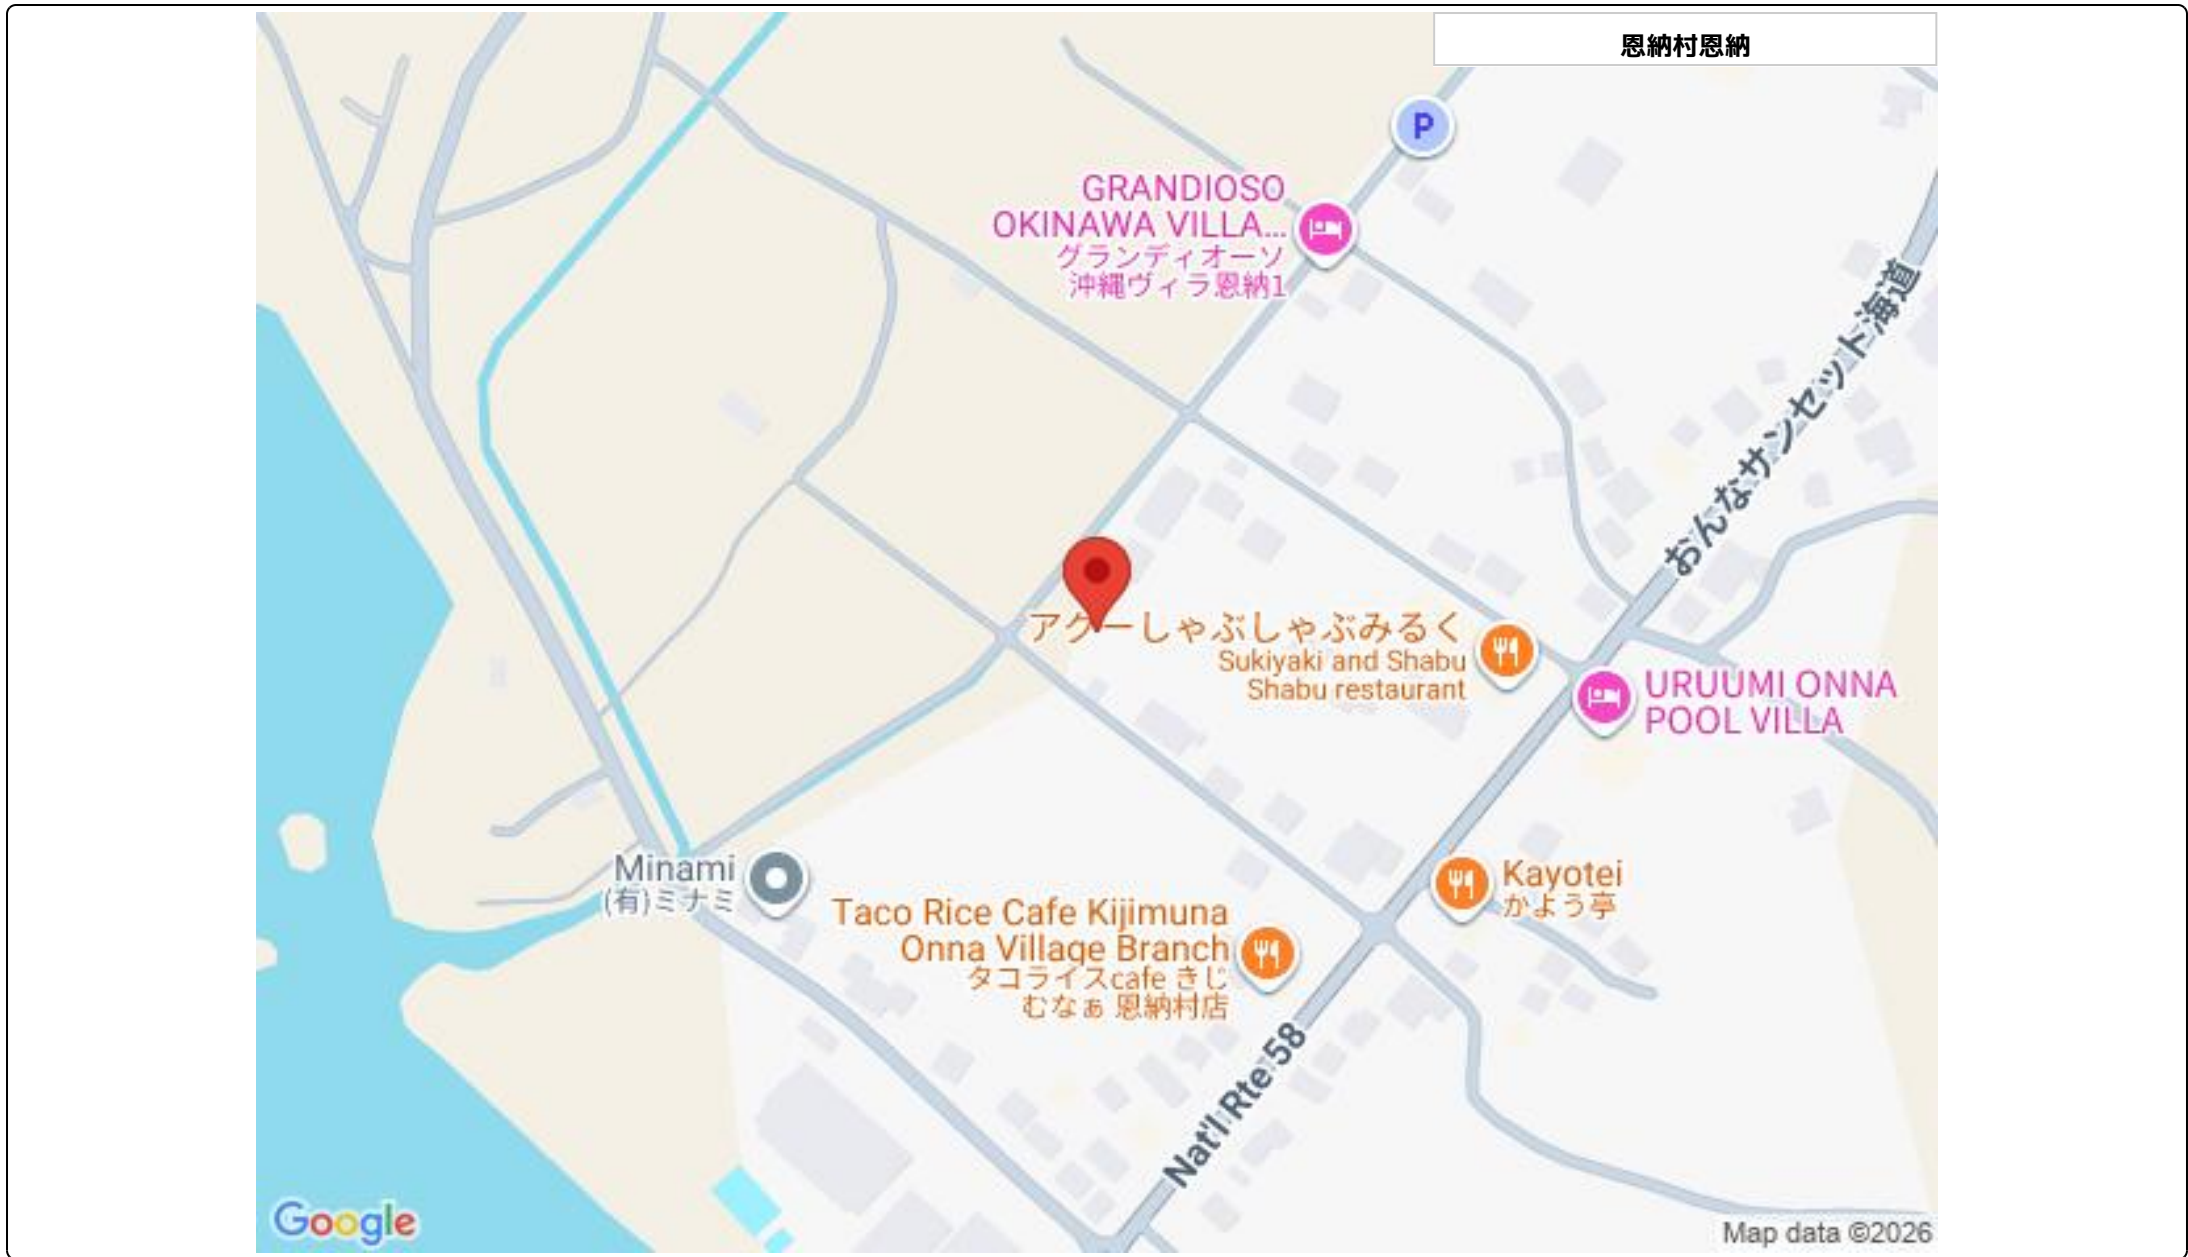 恩納村恩納
P
GRANDIOSO
OKINAWA VILLA...
グランディオーソ
沖縄ヴィラ恩納1
おんなサンセット海道
アグーしゃぶしゃぶみるく
Sukiyaki and Shabu
Shabu restaurant
URUUMI ONNA
POOL VILLA
Minami
(有)ミナミ
Kayotei
かよう亭
Taco Rice Cafe Kijimuna
Onna Village Branch
タコライスcafe きじ
むなぁ 恩納村店
Nat'l Rte 58
Google
Map data ©2026